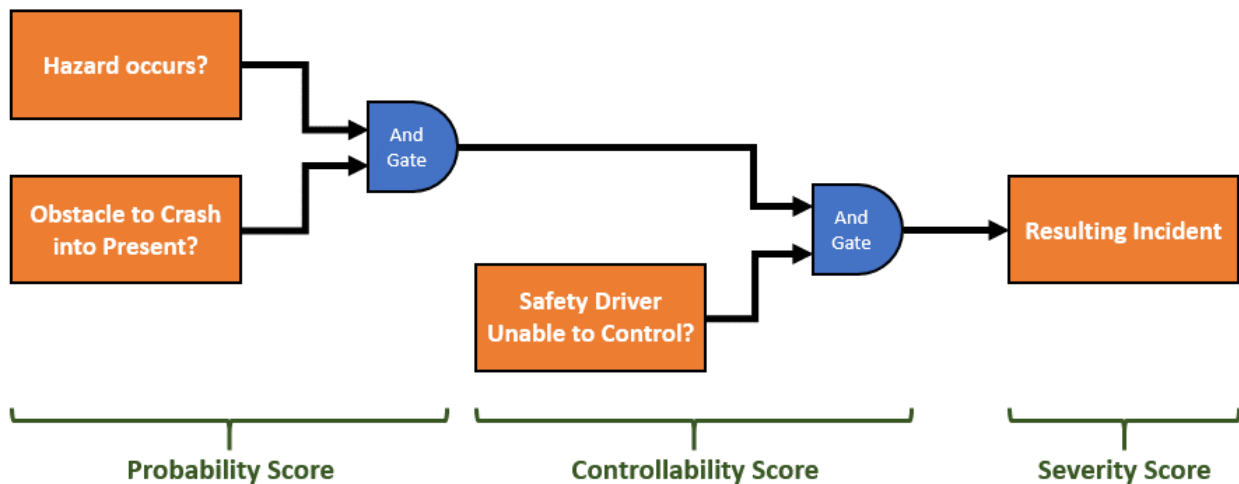 Hazard occurs?
And
Gate
Obstacle to Crash
into Present?
And
Gate
Resulting Incident
Safety Driver
Unable to Control?
Probability Score
Controllability Score
Severity Score